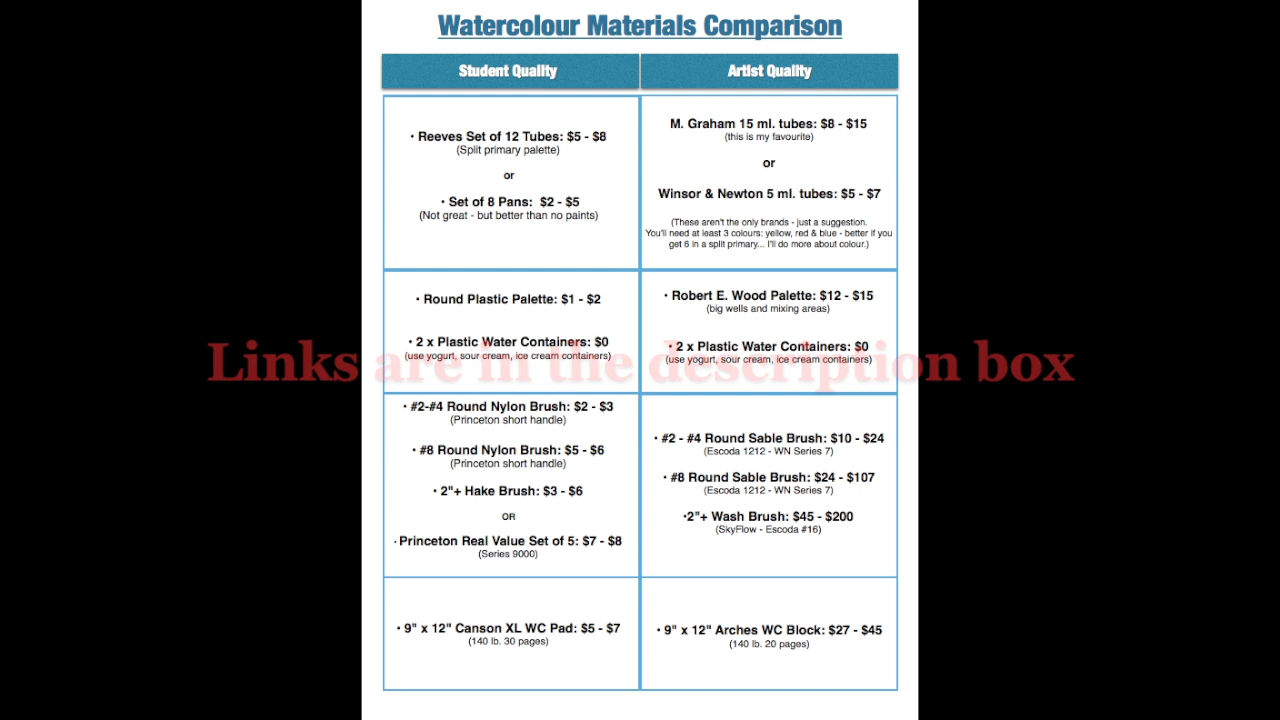 Watercolour Materials Comparison
Student Quality
Artist Quality
• Reeves Set of 12 Tubes: $5 - $8
(Split primary palette)
or
• Set of 8 Pans:  $2 - $5
(Not great - but better than no paints)
M. Graham 15 ml. tubes: $8 - $15
(this is my favourite)
or
Winsor & Newton 5 ml. tubes: $5 - $7
(These aren't the only brands - just a suggestion.
You'll need at least 3 colours: yellow, red & blue - better if you
get 6 in a split primary... I'll do more about colour.)
• Round Plastic Palette: $1 - $2
• 2 x Plastic Water Containers: $0
(use yogurt, sour cream, ice cream containers)
• Robert E. Wood Palette: $12 - $15
(big wells and mixing areas)
• 2 x Plastic Water Containers: $0
(use yogurt, sour cream, ice cream containers)
Links are in the description box
• #2-#4 Round Nylon Brush: $2 - $3
(Princeton short handle)
• #8 Round Nylon Brush: $5 - $6
(Princeton short handle)
• 2"+ Hake Brush: $3 - $6
OR
• Princeton Real Value Set of 5: $7 - $8
(Series 9000)
• #2 - #4 Round Sable Brush: $10 - $24
(Escoda 1212 - WN Series 7)
• #8 Round Sable Brush: $24 - $107
(Escoda 1212 - WN Series 7)
•2"+ Wash Brush: $45 - $200
(SkyFlow - Escoda #16)
• 9" x 12" Canson XL WC Pad: $5 - $7
(140 lb. 30 pages)
• 9" x 12" Arches WC Block: $27 - $45
(140 lb. 20 pages)